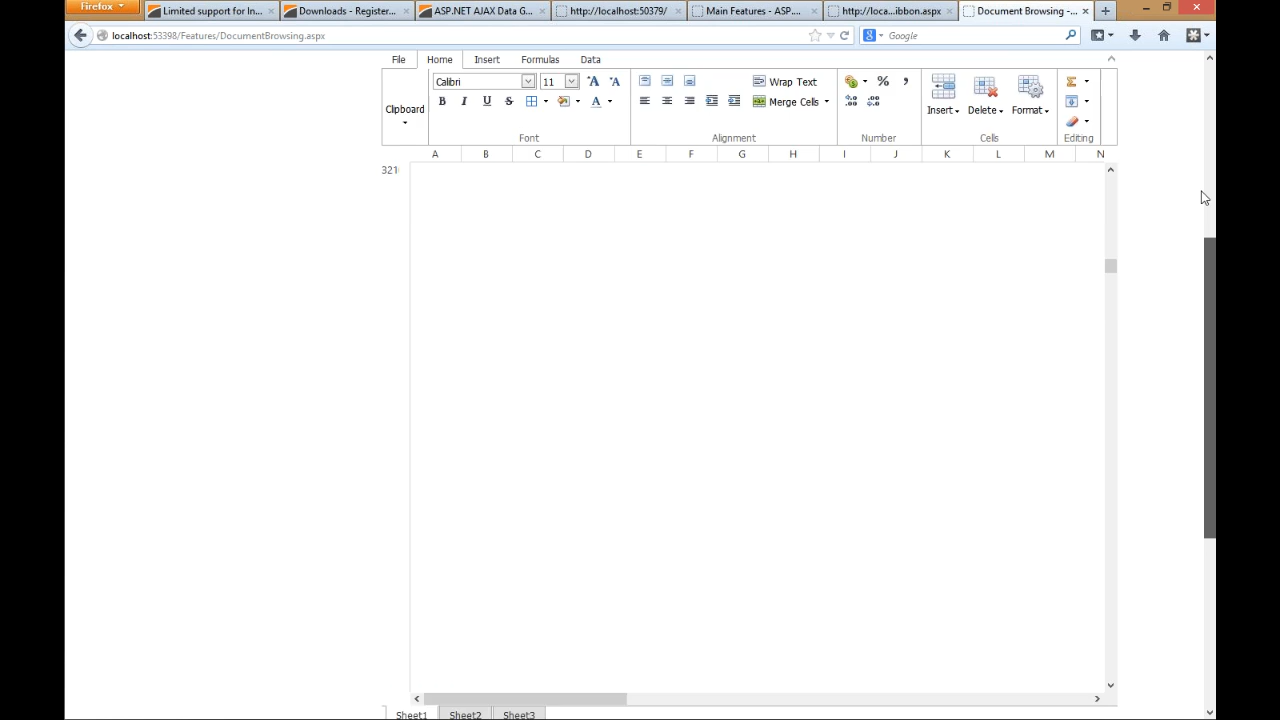 Firefox
Limited support for In...
Downloads - Register...
ASP.NET AJAX Data G...
http://localhost:50379/
Main Features - ASP....
http://loca...ibbon.aspx
Document Browsing -...
localhost:53398/Features/DocumentBrowsing.aspx
Google
File Home Insert Formulas Data
Calibri 11 A A
Wrap Text
% ,
Clipboard
B I U S A
Merge Cells
Insert Delete Format
Font Alignment Number Cells Editing
A B C D E F G H I J K L M N
321
Sheet1 Sheet2 Sheet3